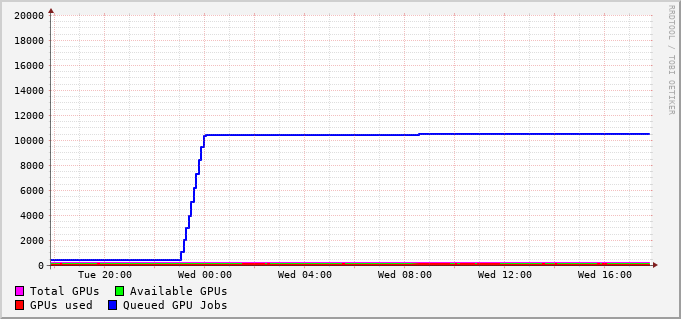 RRDTOOL / TOBI OETIKER
20000
18000
16000
14000
12000
10000
8000
6000
4000
2000
0
Tue 20:00 Wed 00:00 Wed 04:00 Wed 08:00 Wed 12:00 Wed 16:00
Total GPUs Available GPUs
GPUs used Queued GPU Jobs